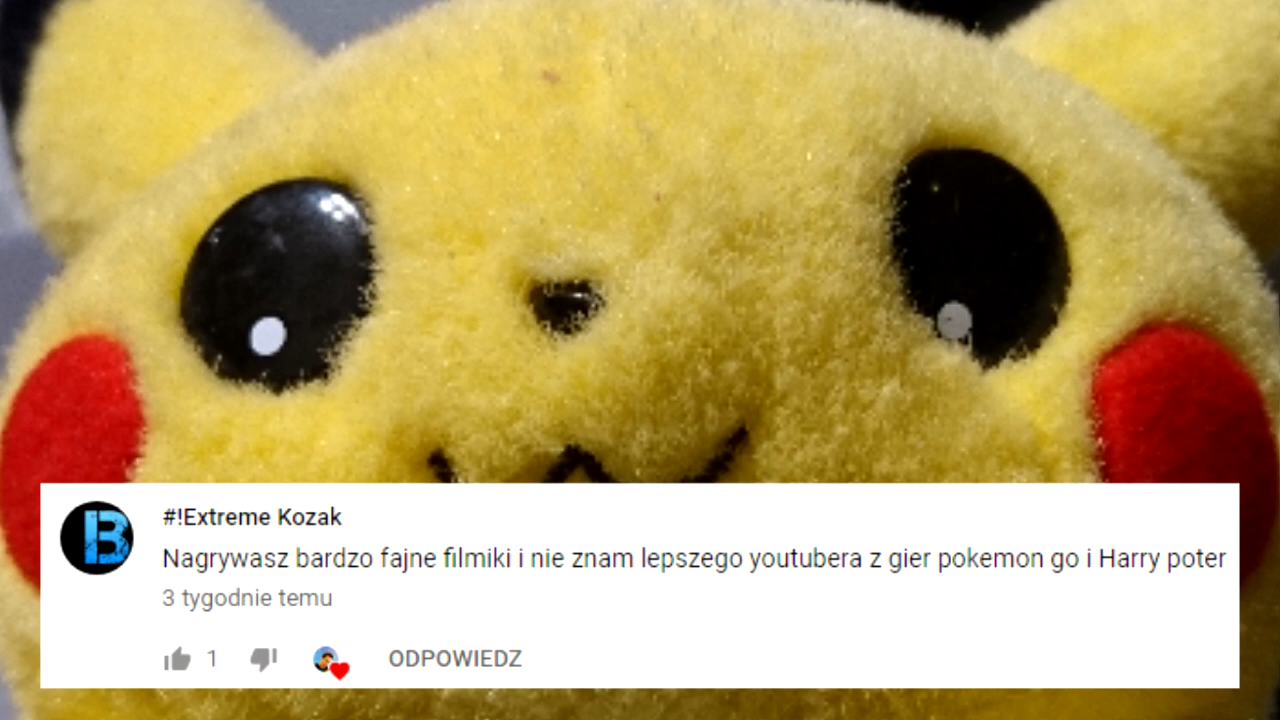 B
#!Extreme Kozak
Nagrywasz bardzo fajne filmiki i nie znam lepszego youtubera z gier pokemon go i Harry poter
3 tygodnie temu
1
ODPOWIEDZ